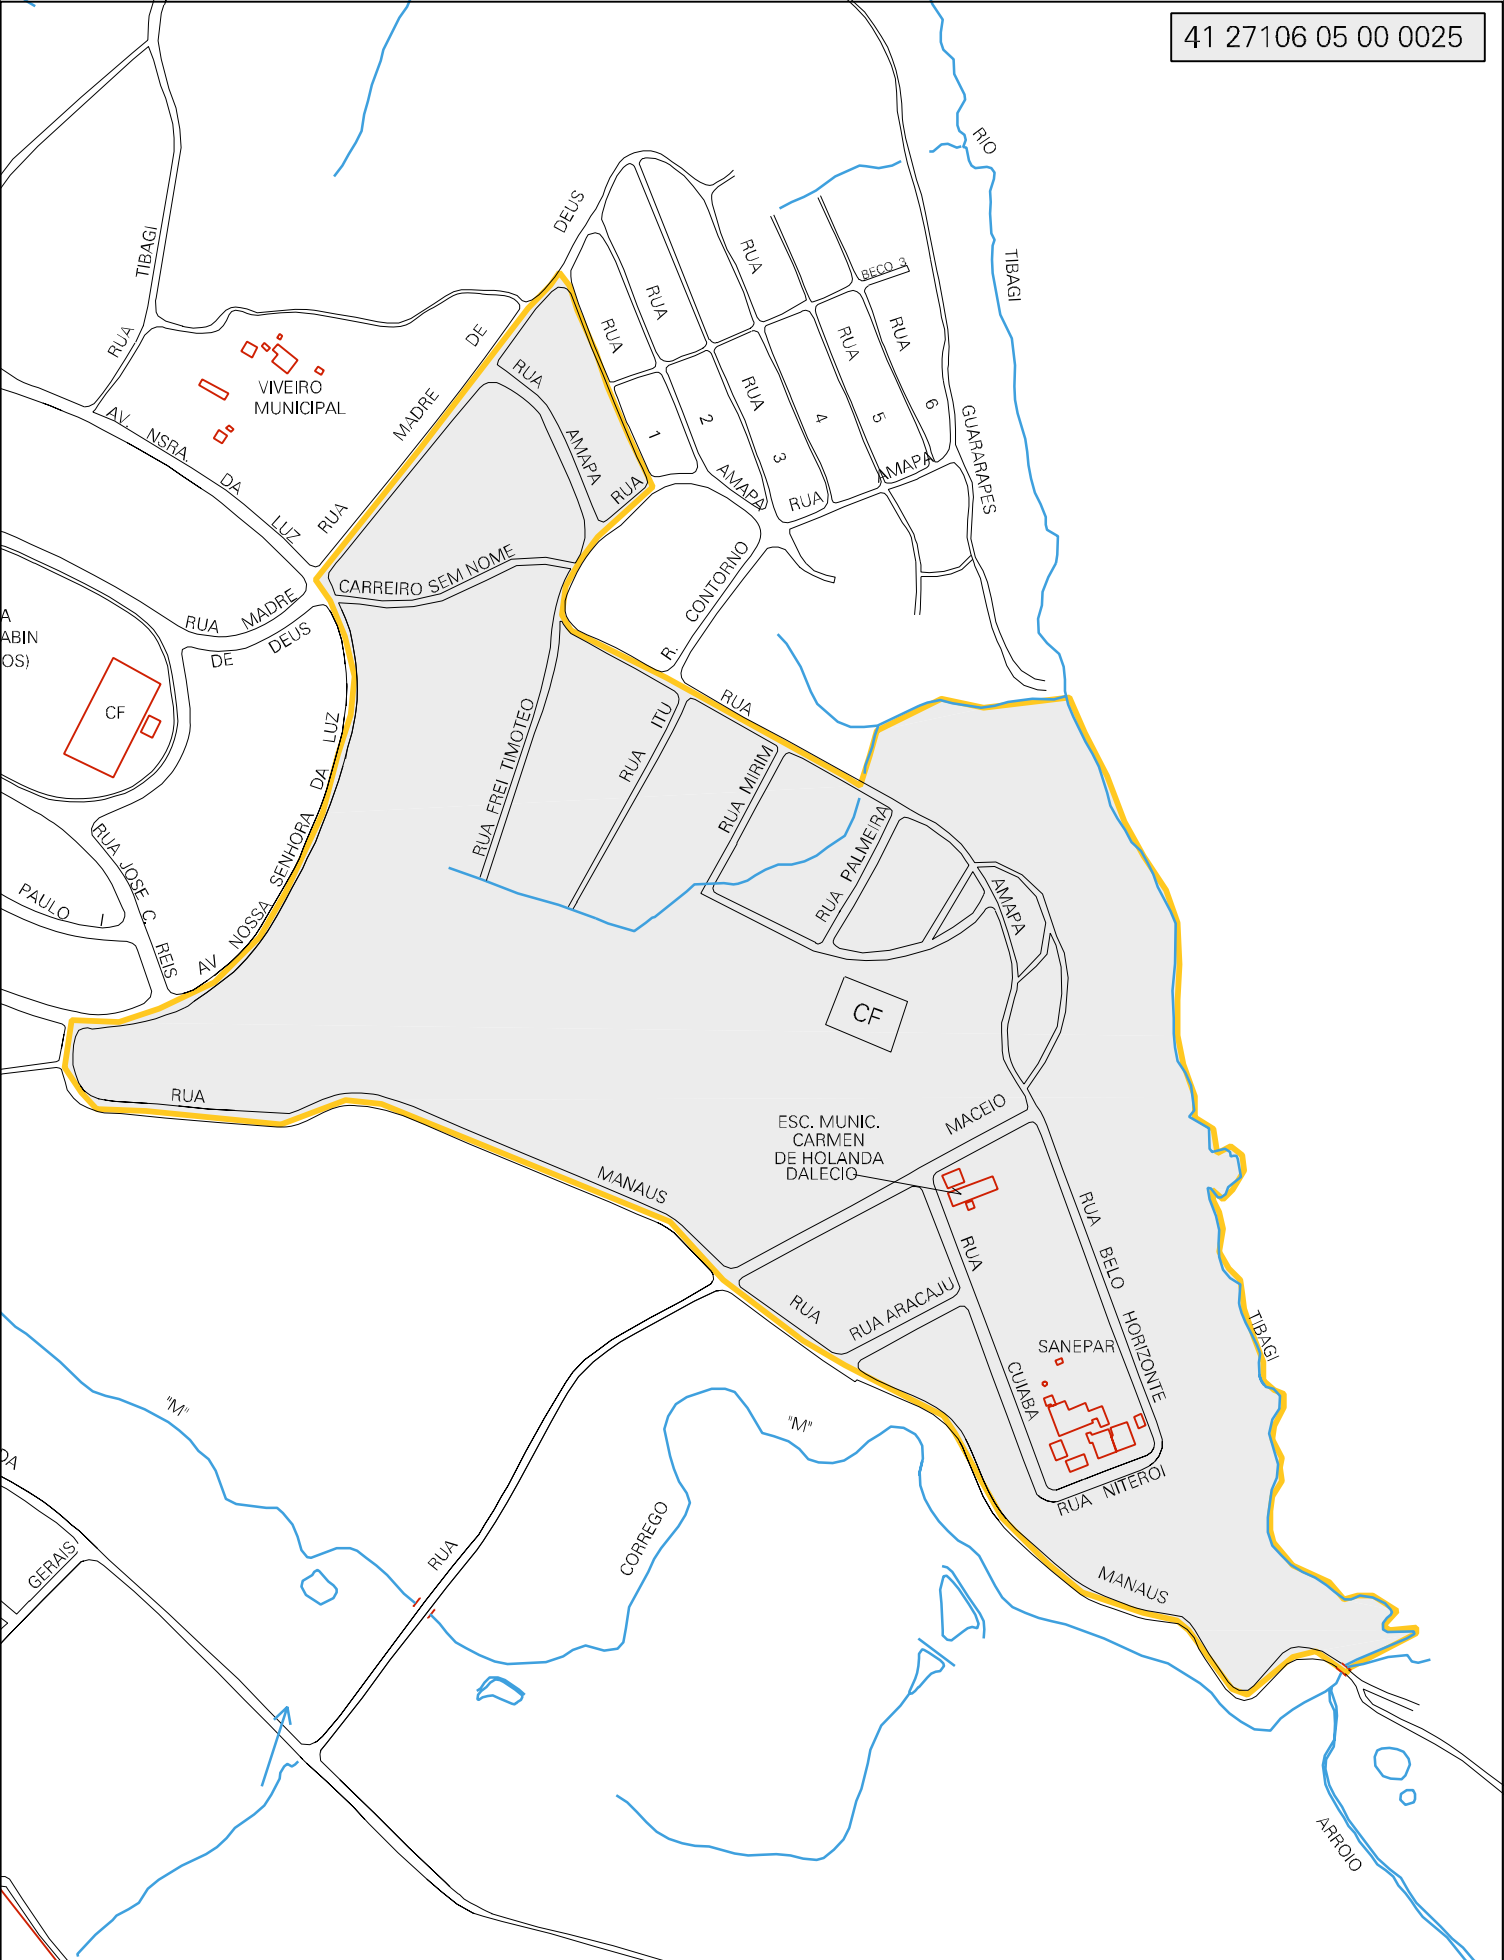 41 27106 05 00 0025
RIO
TIBAGI
DEUS
TIBAGI
RUA
BECO 3
RUA
RUA
RUA
RUA
RUA
DE
RUA
VIVEIRO
MUNICIPAL
MADRE
RUA
AV.
NSRA.
DA
LUZ
RUA
RUA
AMAPA
RUA
1
2
3
4
5
6
GUARARAPES
AMAPA
RUA
AMAPA
CARREIRO SEM NOME
R.
CONTORNO
RUA
MADRE
DE
DEUS
A
ABIN
OS)
CF
RUA
ITU
RUA
RUA FREI TIMOTEO
RUA MIRIM
RUA PALMEIRA
LUZ
DA
SENHORA
NOSSA
AV
RUA JOSE C.
REIS
PAULO I
AMAPA
CF
RUA
MANAUS
MACEIO
ESC. MUNIC.
CARMEN
DE HOLANDA
DALECIO
RUA
BELO
HORIZONTE
RUA
CUIABA
RUA
RUA ARACAJU
SANEPAR
TIBAGI
RUA NITEROI
"M"
"M"
CORREGO
RUA
DA
GERAIS
MANAUS
ARROIO